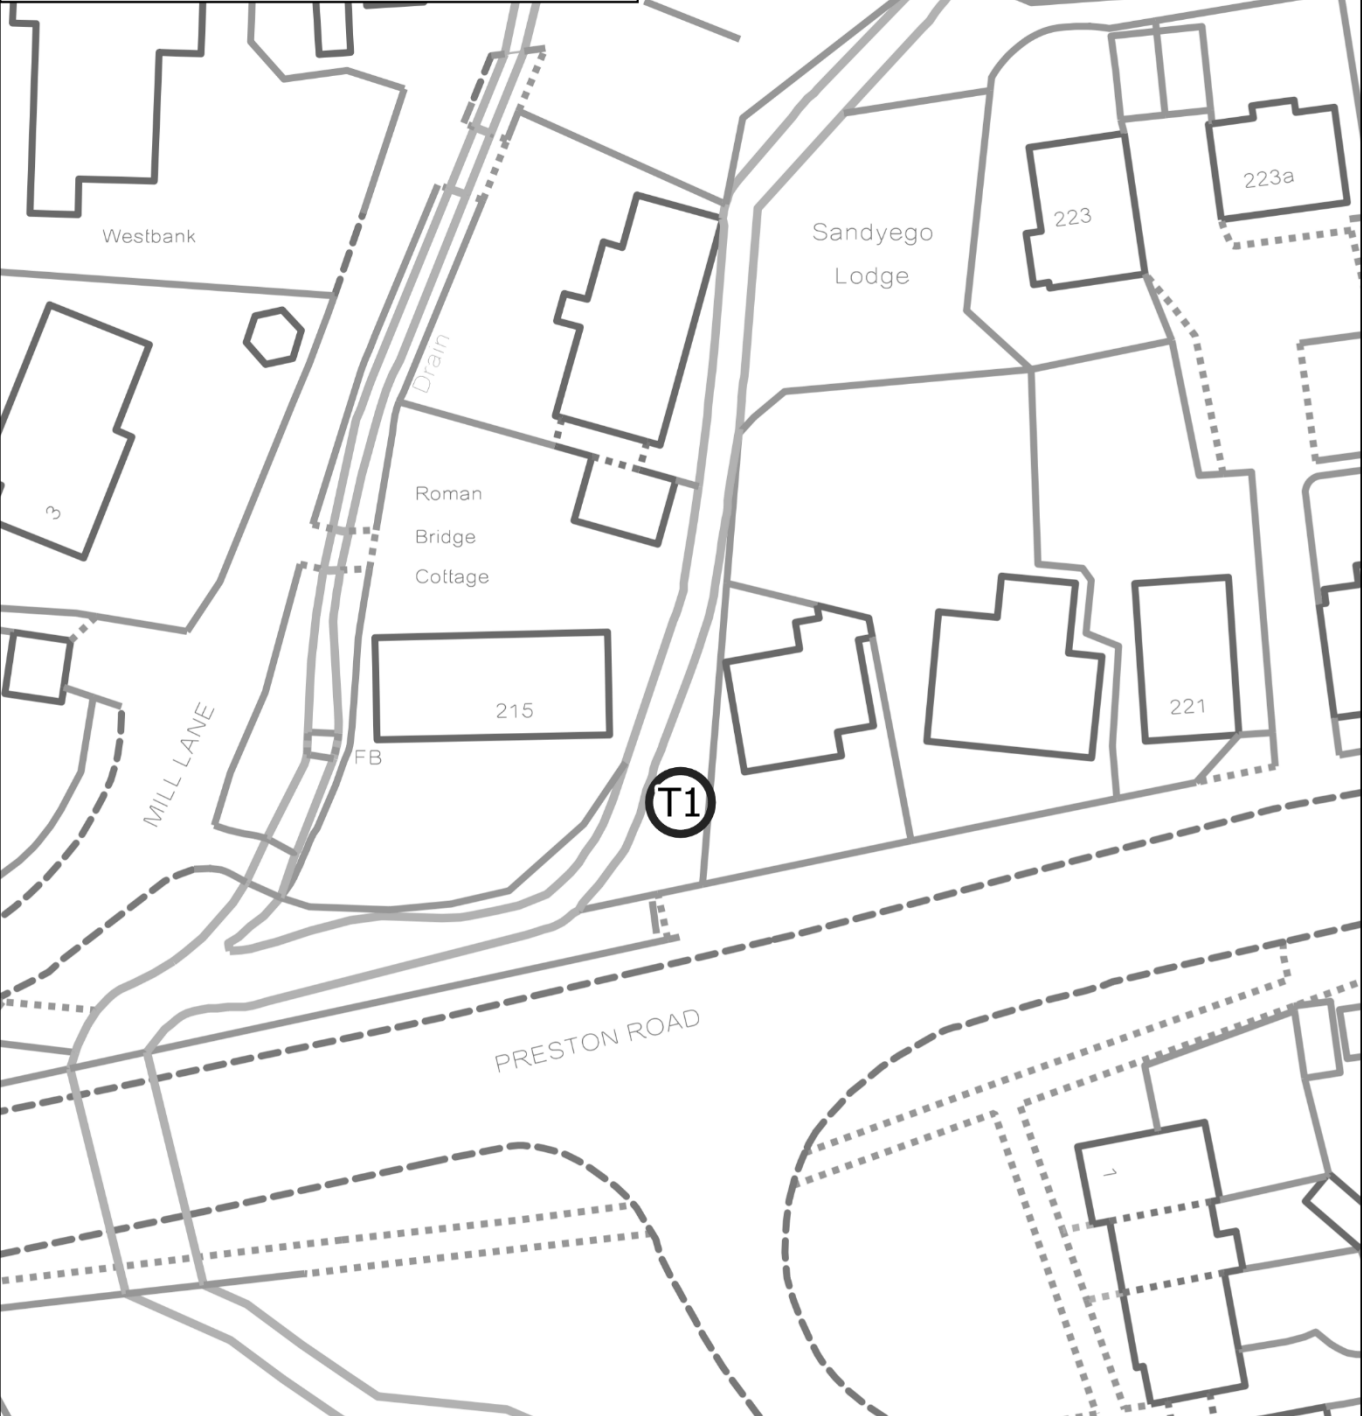 Westbank
Sandyego
Lodge
223
223a
Drain
3
Roman
Bridge
Cottage
215
221
MILL LANE
FB
T1
PRESTON ROAD
1